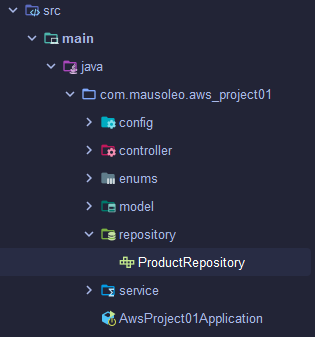 src
main
java
com.mausoleo.aws_project01
config
controller
enums
model
repository
ProductRepository
service
AwsProject01Application